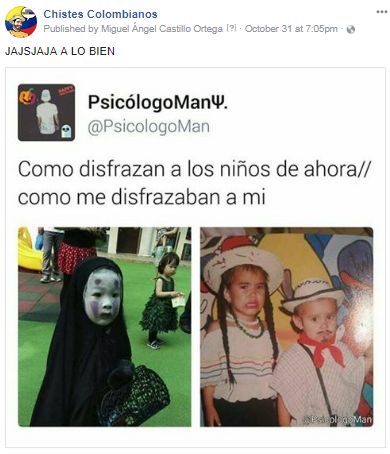 Chistes Colombianos
Published by Miguel Ángel Castillo Ortega [?] · October 31 at 7:05pm ·
JAJSJAJA A LO BIEN
HAPPY
PsicólogoManΨ.
@PsicologoMan
Como disfrazan a los niños de ahora//
como me disfrazaban a mi
@PsicologoMan